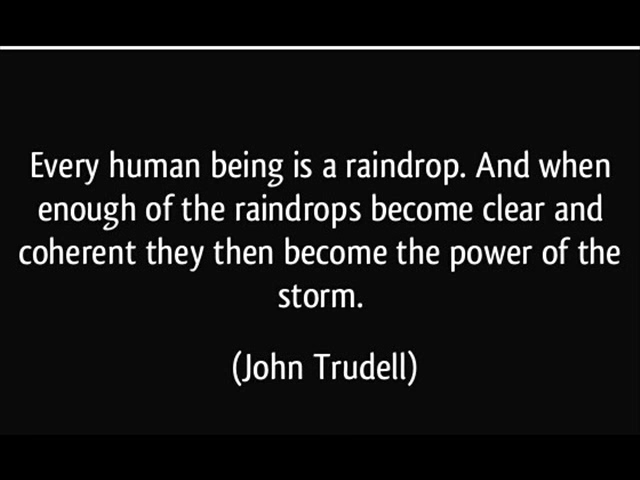 Every human being is a raindrop. And when
enough of the raindrops become clear and
coherent they then become the power of the
storm.
(John Trudell)